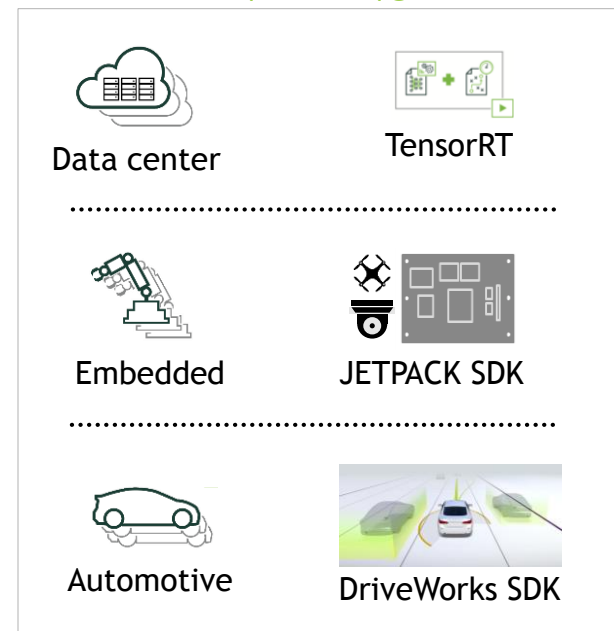 Data center
TensorRT
Embedded
JETPACK SDK
Automotive
DriveWorks SDK